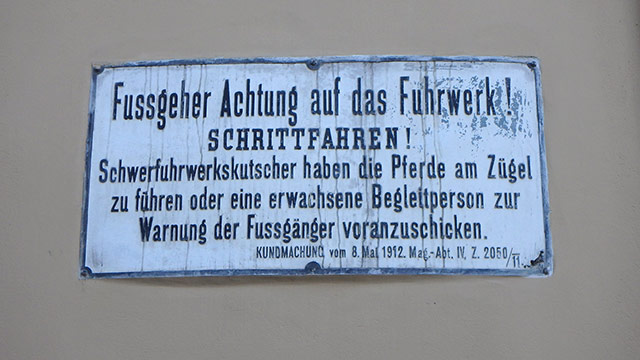 Fussgeher Achtung auf das Fuhrwerk!
SCHRITTFAHREN!
Schwerfuhrwerkskutscher haben die Pferde am Zügel
zu führen oder eine erwachsene Begleitperson zur
Warnung der Fussgänger voranzuschicken.
KUNDMACHUNG vom 8. Mai 1912. Mag.-Abt. IV, Z. 2050/II.